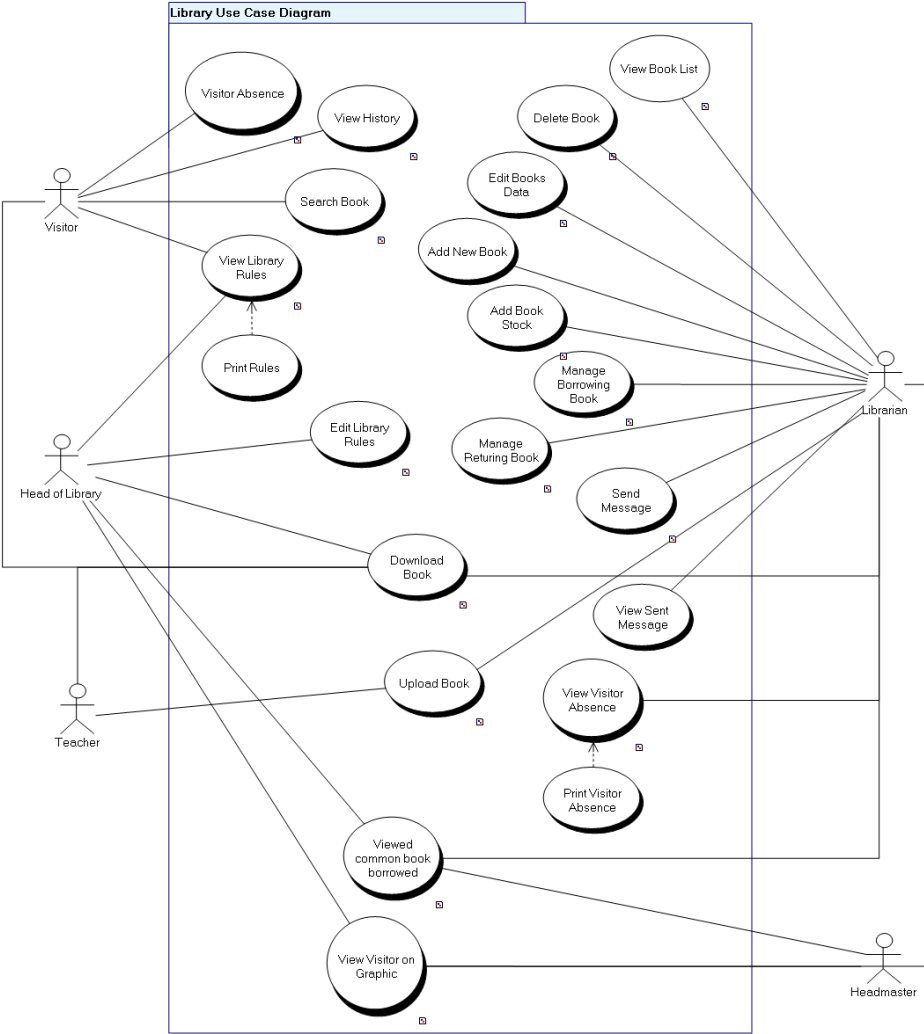 Library Use Case Diagram
View Book List
Visitor Absence
View History
Delete Book
Edit Books
Data
Search Book
Visitor
Add New Book
View Library
Rules
Add Book
Stock
Print Rules
Manage
Borrowing
Book
Librarian
Edit Library
Rules
Manage
Returing Book
Head of Library
Send
Message
Download
Book
View Sent
Message
Upload Book
View Visitor
Absence
Teacher
Print Visitor
Absence
Viewed
common book
borrowed
View Visitor on
Graphic
Headmaster